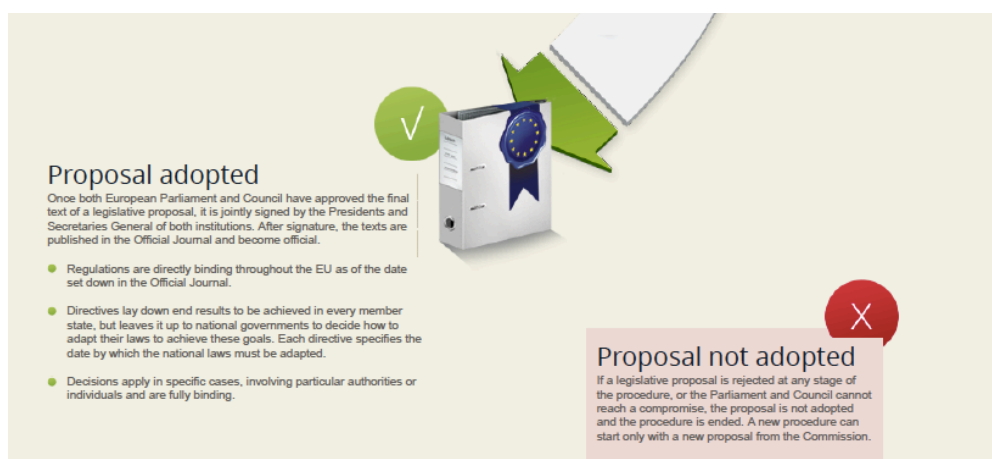 √
Proposal adopted
Once both European Parliament and Council have approved the final
text of a legislative proposal, it is jointly signed by the Presidents and
Secretaries General of both institutions. After signature, the texts are
published in the Official Journal and become official.
Regulations are directly binding throughout the EU as of the date
set down in the Official Journal.
Directives lay down end results to be achieved in every member
state, but leaves it up to national governments to decide how to
adapt their laws to achieve these goals. Each directive specifies the
date by which the national laws must be adapted.
Decisions apply in specific cases, involving particular authorities or
individuals and are fully binding.
X
Proposal not adopted
If a legislative proposal is rejected at any stage of
the procedure, or the Parliament and Council cannot
reach a compromise, the proposal is not adopted
and the procedure is ended. A new procedure can
start only with a new proposal from the Commission.